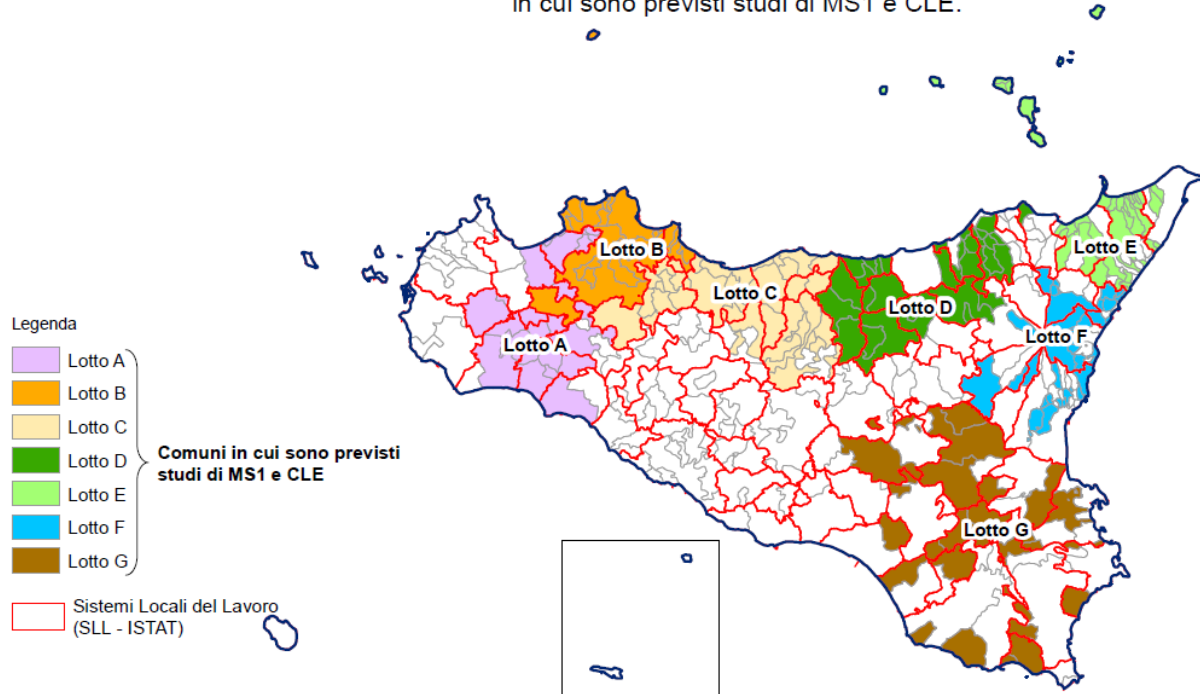 in cui sono previsti studi di MS1 e CLE.
Lotto B
Lotto E
Lotto C
Lotto D
Lotto A
Lotto F
Lotto G
Legenda
Lotto A
Lotto B
Lotto C
Lotto D
Lotto E
Lotto F
Lotto G
Comuni in cui sono previsti
studi di MS1 e CLE
Sistemi Locali del Lavoro
(SLL - ISTAT)